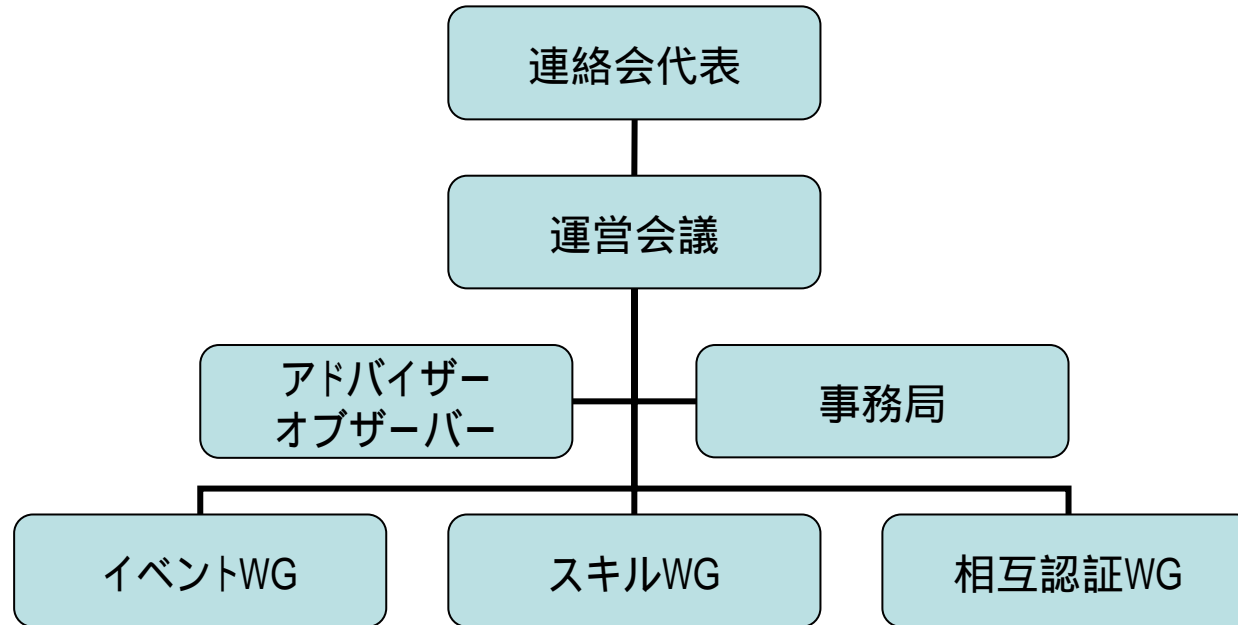 連絡会代表
運営会議
アドバイザー
オブザーバー
事務局
イベントWG
スキルWG
相互認証WG